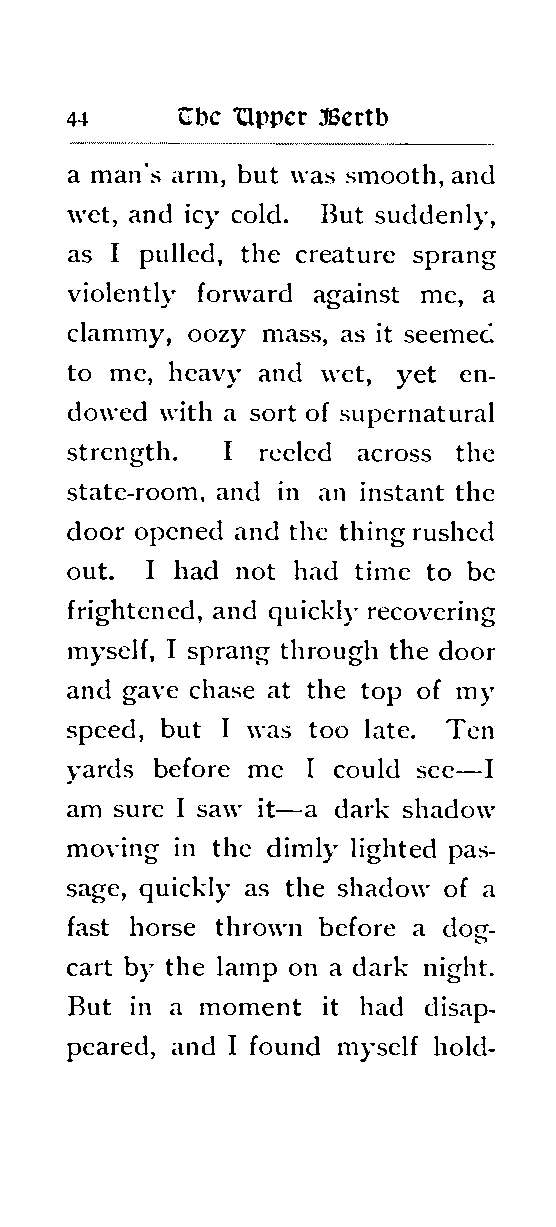 44 The Upper Berth
a man's arm, but was smooth, and
wet, and icy cold. But suddenly,
as I pulled, the creature sprang
violently forward against me, a
clammy, oozy mass, as it seemed
to me, heavy and wet, yet en-
dowed with a sort of supernatural
strength. I reeled across the
state-room, and in an instant the
door opened and the thing rushed
out. I had not had time to be
frightened, and quickly recovering
myself, I sprang through the door
and gave chase at the top of my
speed, but I was too late. Ten
yards before me I could see—I
am sure I saw it—a dark shadow
moving in the dimly lighted pas-
sage, quickly as the shadow of a
fast horse thrown before a dog-
cart by the lamp on a dark night.
But in a moment it had disap-
peared, and I found myself hold-